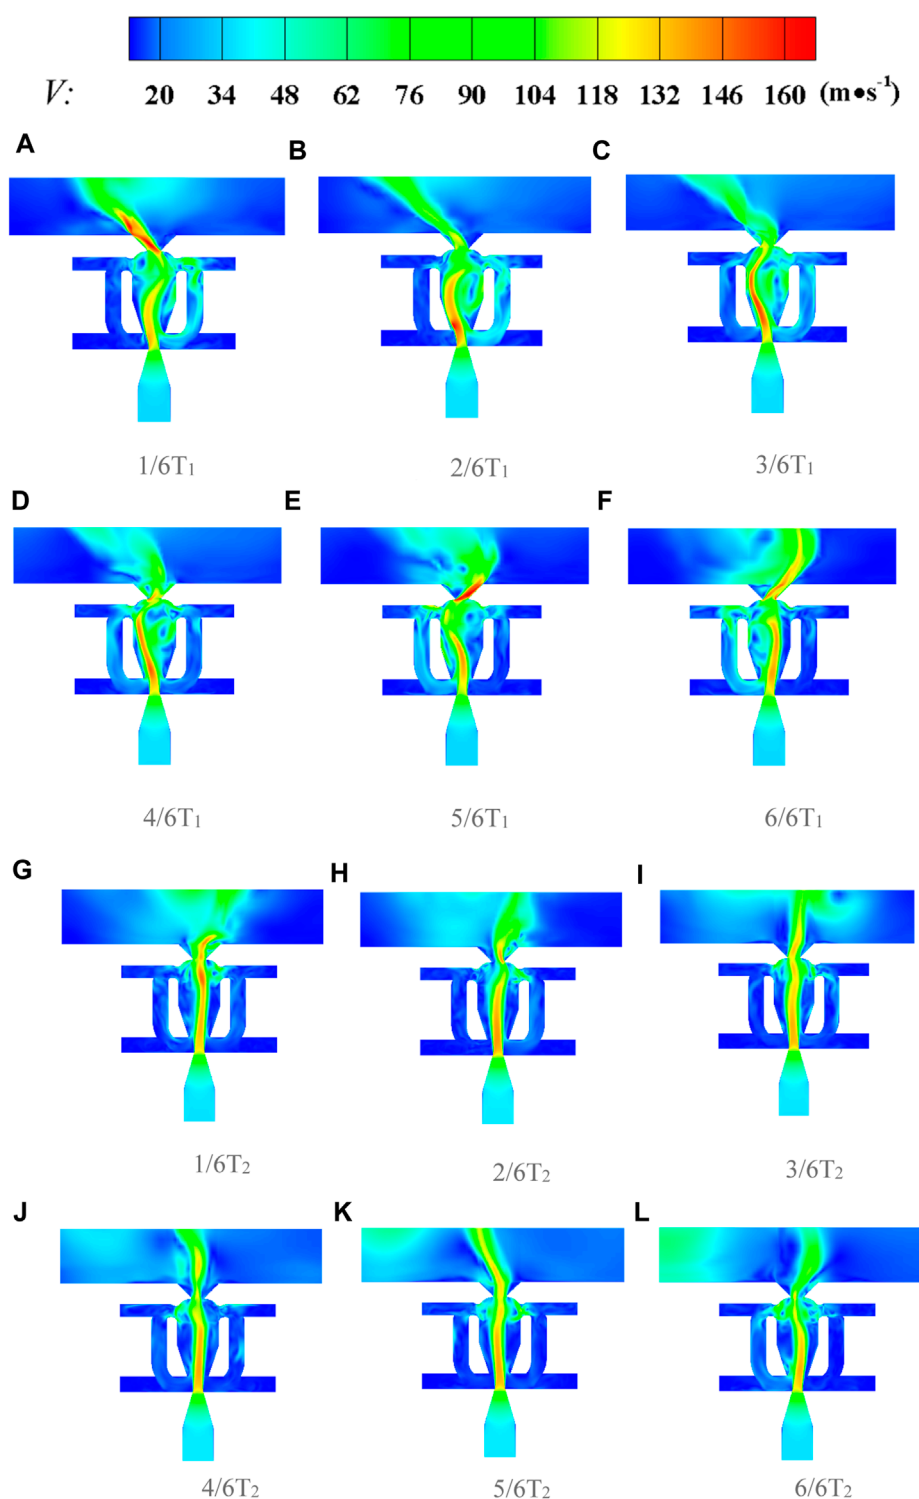 V: 20 34 48 62 76 90 104 118 132 146 160 (m•s⁻¹)
A B C
1/6T₁ 2/6T₁ 3/6T₁
D E F
4/6T₁ 5/6T₁ 6/6T₁
G H I
1/6T₂ 2/6T₂ 3/6T₂
J K L
4/6T₂ 5/6T₂ 6/6T₂